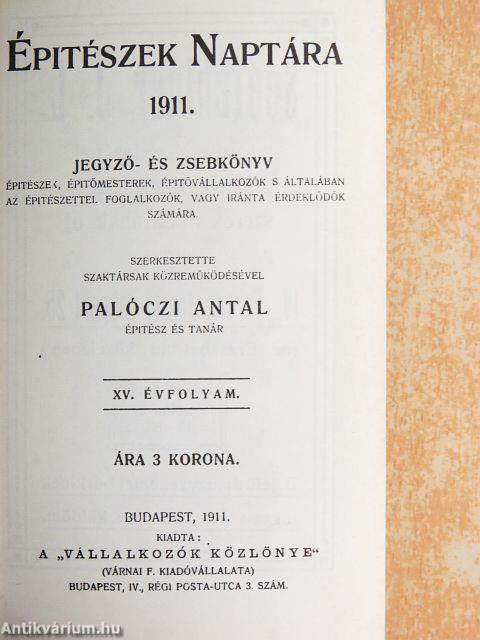 ÉPITÉSZEK NAPTÁRA
1911.
JEGYZŐ- ÉS ZSEBKÖNYV
ÉPITÉSZEK, ÉPITŐMESTEREK, ÉPITŐVÁLLALKOZÓK S ÁLTALÁBAN
AZ ÉPITÉSZETTEL FOGLALKOZÓK, VAGY IRÁNTA ÉRDEKLŐDŐK
SZÁMÁRA.
SZERKESZTETTE
SZAKTÁRSAK KÖZREMŰKÖDÉSÉVEL
PALÓCZI ANTAL
ÉPITÉSZ ÉS TANÁR
XV. ÉVFOLYAM.
ÁRA 3 KORONA.
BUDAPEST, 1911.
KIADTA:
A „VÁLLALKOZÓK KÖZLÖNYE"
(VÁRNAI F. KIADÓVÁLLALATA)
BUDAPEST, IV., RÉGI POSTA-UTCA 3. SZÁM.
Antikvárium.hu